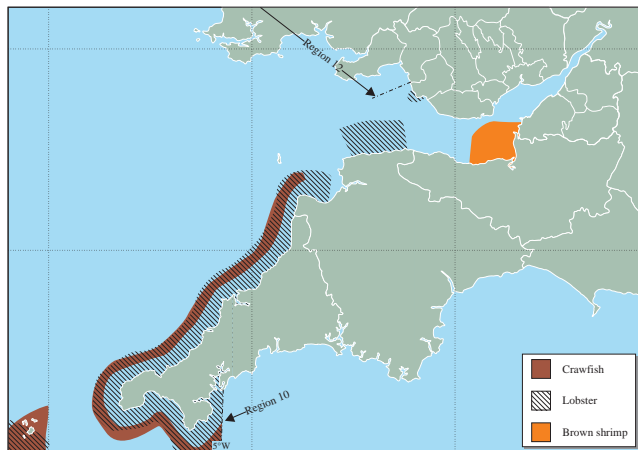 Region 12
Region 10
5°W
Crawfish
Lobster
Brown shrimp